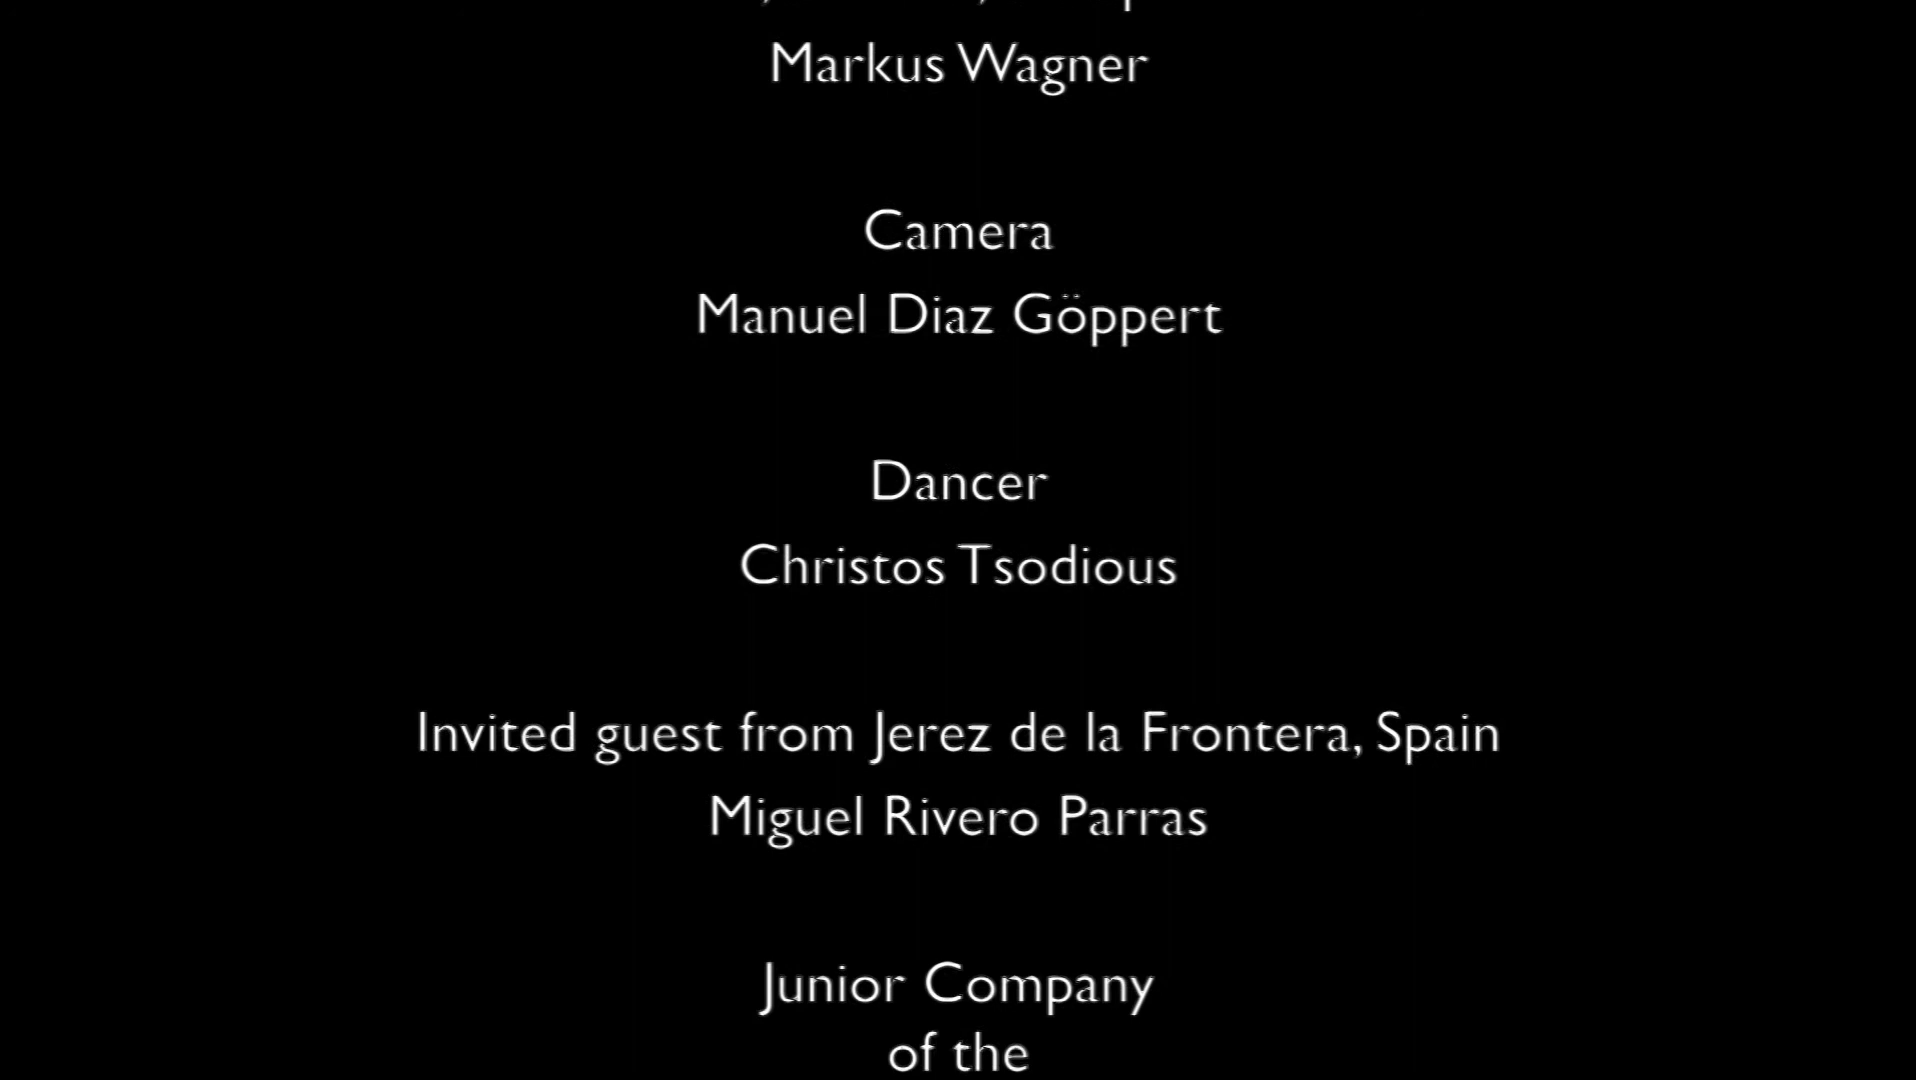 Markus Wagner
Camera
Manuel Diaz Göppert
Dancer
Christos Tsodious
Invited guest from Jerez de la Frontera, Spain
Miguel Rivero Parras
Junior Company
of the